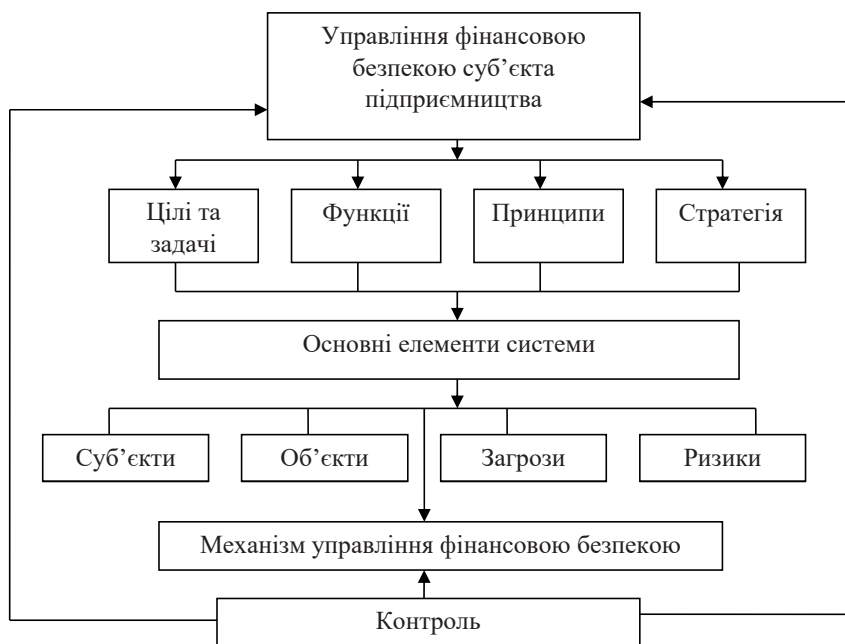 Управління фінансовою
безпекою суб’єкта
підприємництва
Цілі та
задачі
Функції
Принципи
Стратегія
Основні елементи системи
Суб’єкти
Об’єкти
Загрози
Ризики
Механізм управління фінансовою безпекою
Контроль